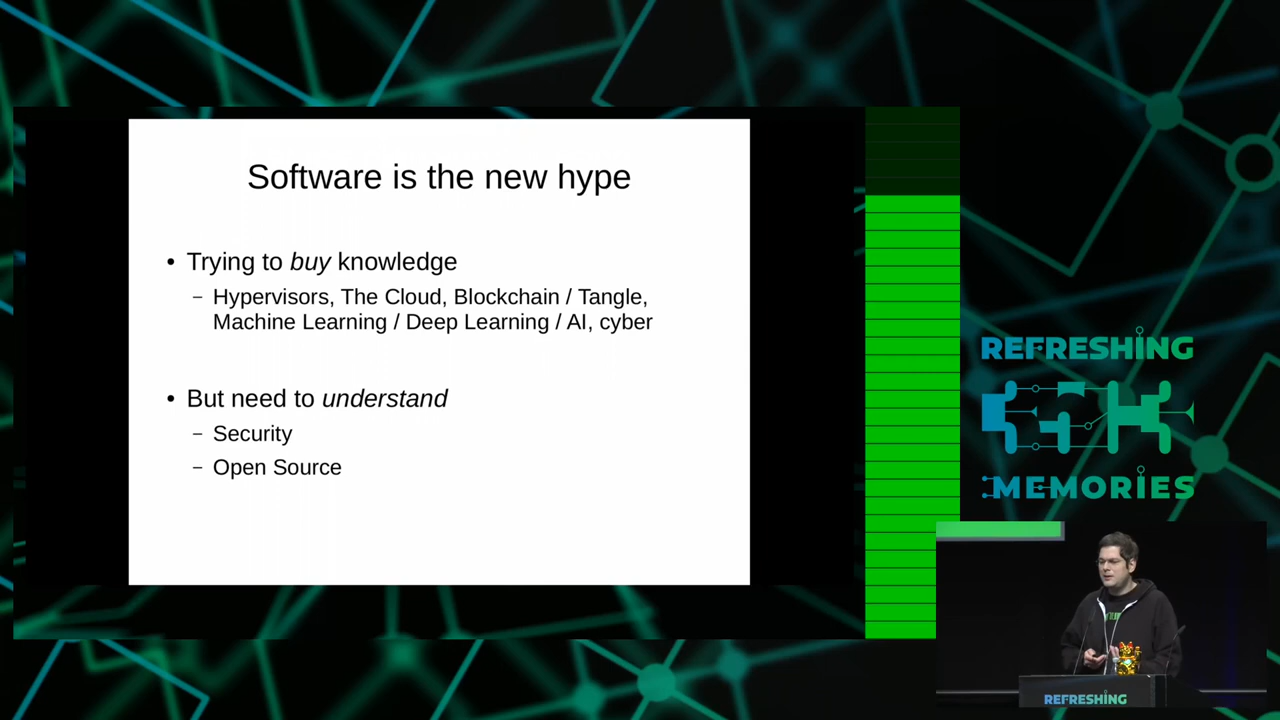 Software is the new hype
• Trying to buy knowledge
– Hypervisors, The Cloud, Blockchain / Tangle,
Machine Learning / Deep Learning / AI, cyber
• But need to understand
– Security
– Open Source
REFRESHING
MEMORIES
REFRESHING